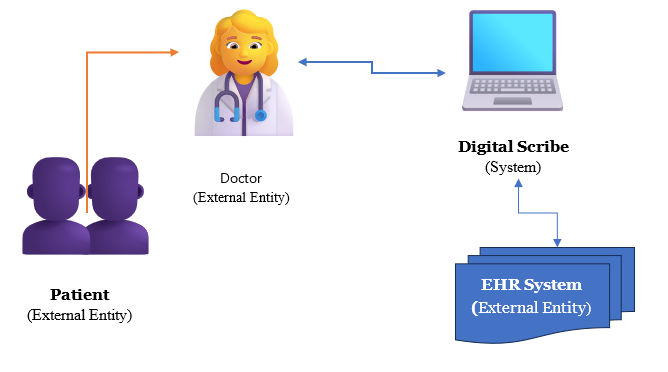 Doctor
(External Entity)
Digital Scribe
(System)
Patient
(External Entity)
EHR System
(External Entity)